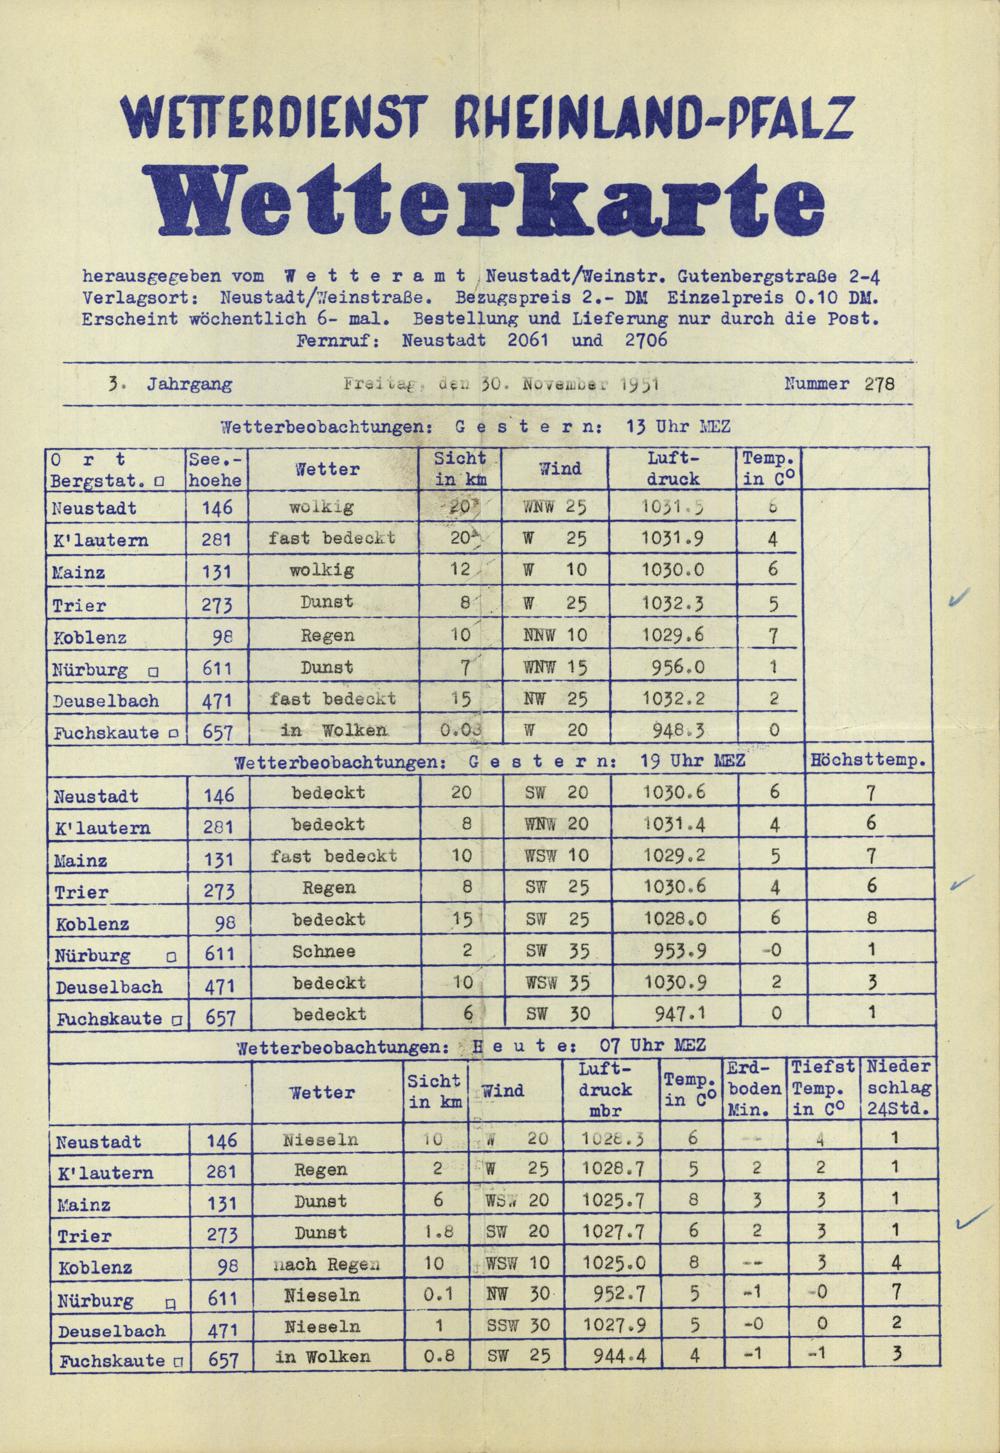 WETTERDIENST RHEINLAND-PFALZ
Wetterkarte
herausgegeben vom W e t t e r a m t Neustadt/Weinstr. Gutenbergstraße 2-4
Verlagsort: Neustadt/Weinstraße. Bezugspreis 2.- DM Einzelpreis 0.10 DM.
Erscheint wöchentlich 6- mal. Bestellung und Lieferung nur durch die Post.
Fernruf: Neustadt 2061 und 2706
3. Jahrgang Freitag, den 30. November 1951 Nummer 278
Wetterbeobachtungen: G e s t e r n: 13 Uhr MEZ
O r t See.- Wetter Sicht Wind Luft- Temp.
Bergstat. □ hoehe in km druck in C°
Neustadt 146 wolkig 20 WNW 25 1031.5 6
K'lautern 281 fast bedeckt 20 W 25 1031.9 4
Mainz 131 wolkig 12 W 10 1030.0 6
Trier 273 Dunst 8 W 25 1032.3 5
Koblenz 98 Regen 10 NNW 10 1029.6 7
Nürburg □ 611 Dunst 7 WNW 15 956.0 1
Deuselbach 471 fast bedeckt 15 NW 25 1032.2 2
Fuchskaute □ 657 in Wolken 0.08 W 20 948.3 0
Wetterbeobachtungen: G e s t e r n: 19 Uhr MEZ Höchsttemp.
Neustadt 146 bedeckt 20 SW 20 1030.6 6 7
K'lautern 281 bedeckt 8 WNW 20 1031.4 4 6
Mainz 131 fast bedeckt 10 WSW 10 1029.2 5 7
Trier 273 Regen 8 SW 25 1030.6 4 6
Koblenz 98 bedeckt 15 SW 25 1028.0 6 8
Nürburg □ 611 Schnee 2 SW 35 953.9 -0 1
Deuselbach 471 bedeckt 10 WSW 35 1030.9 2 3
Fuchskaute □ 657 bedeckt 6 SW 30 947.1 0 1
Wetterbeobachtungen: H e u t e: 07 Uhr MEZ
Wetter Sicht Wind Luft- Temp. Erd- Tiefst Nieder
in km druck in C° boden Temp. schlag
mbr Min. in C° 24Std.
Neustadt 146 Nieseln 10 W 20 1028.3 6 -- 4 1
K'lautern 281 Regen 2 W 25 1028.7 5 2 2 1
Mainz 131 Dunst 6 WSW 20 1025.7 8 3 3 1
Trier 273 Dunst 1.8 SW 20 1027.7 6 2 3 1
Koblenz 98 nach Regen 10 WSW 10 1025.0 8 -- 3 4
Nürburg □ 611 Nieseln 0.1 NW 30 952.7 5 -1 -0 7
Deuselbach 471 Nieseln 1 SSW 30 1027.9 5 -0 0 2
Fuchskaute □ 657 in Wolken 0.8 SW 25 944.4 4 -1 -1 3